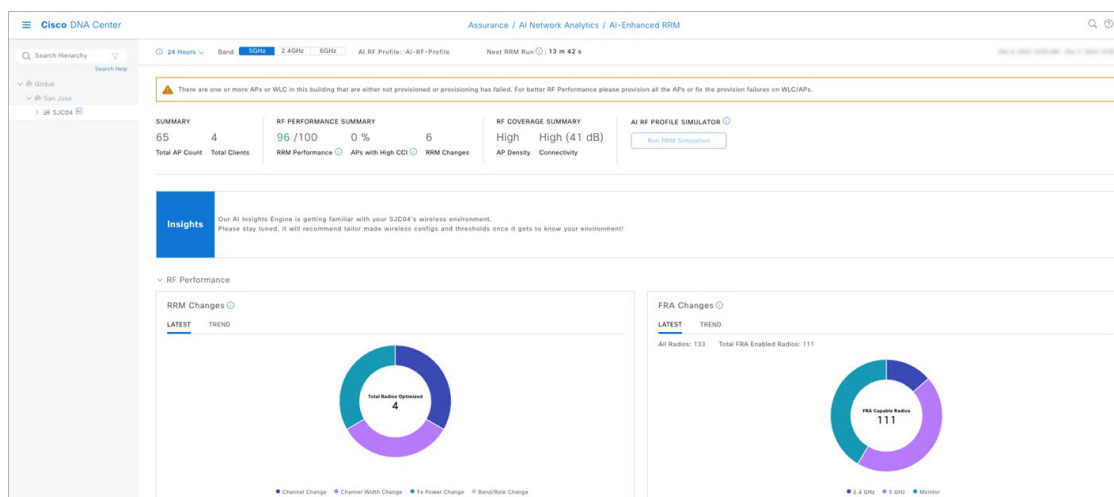 Cisco DNA Center
Assurance / AI Network Analytics / AI-Enhanced RRM
Search Hierarchy
Search Help
Global
San Jose
SJC04
24 Hours Band 5GHz 2.4GHz 6GHz AI RF Profile: AI-RF-Profile Next RRM Run : 13 m 42 s
There are one or more APs or WLC in this building that are either not provisioned or provisioning has failed. For better RF Performance please provision all the APs or fix the provision failures on WLC/APs.
SUMMARY
65 4
Total AP Count Total Clients
RF PERFORMANCE SUMMARY
96 /100 0 % 6
RRM Performance APs with High CCI RRM Changes
RF COVERAGE SUMMARY
High High (41 dB)
AP Density Connectivity
AI RF PROFILE SIMULATOR
Run RRM Simulation
Insights
Our AI Insights Engine is getting familiar with your SJC04's wireless environment.
Please stay tuned, it will recommend tailor made wireless configs and thresholds once it gets to know your environment!
RF Performance
RRM Changes
LATEST TREND
Total Radios Optimized
4
Channel Change Channel Width Change Tx Power Change Band/Role Change
FRA Changes
LATEST TREND
All Radios: 133 Total FRA Enabled Radios: 111
FRA Capable Radios
111
2.4 GHz 5 GHz Monitor